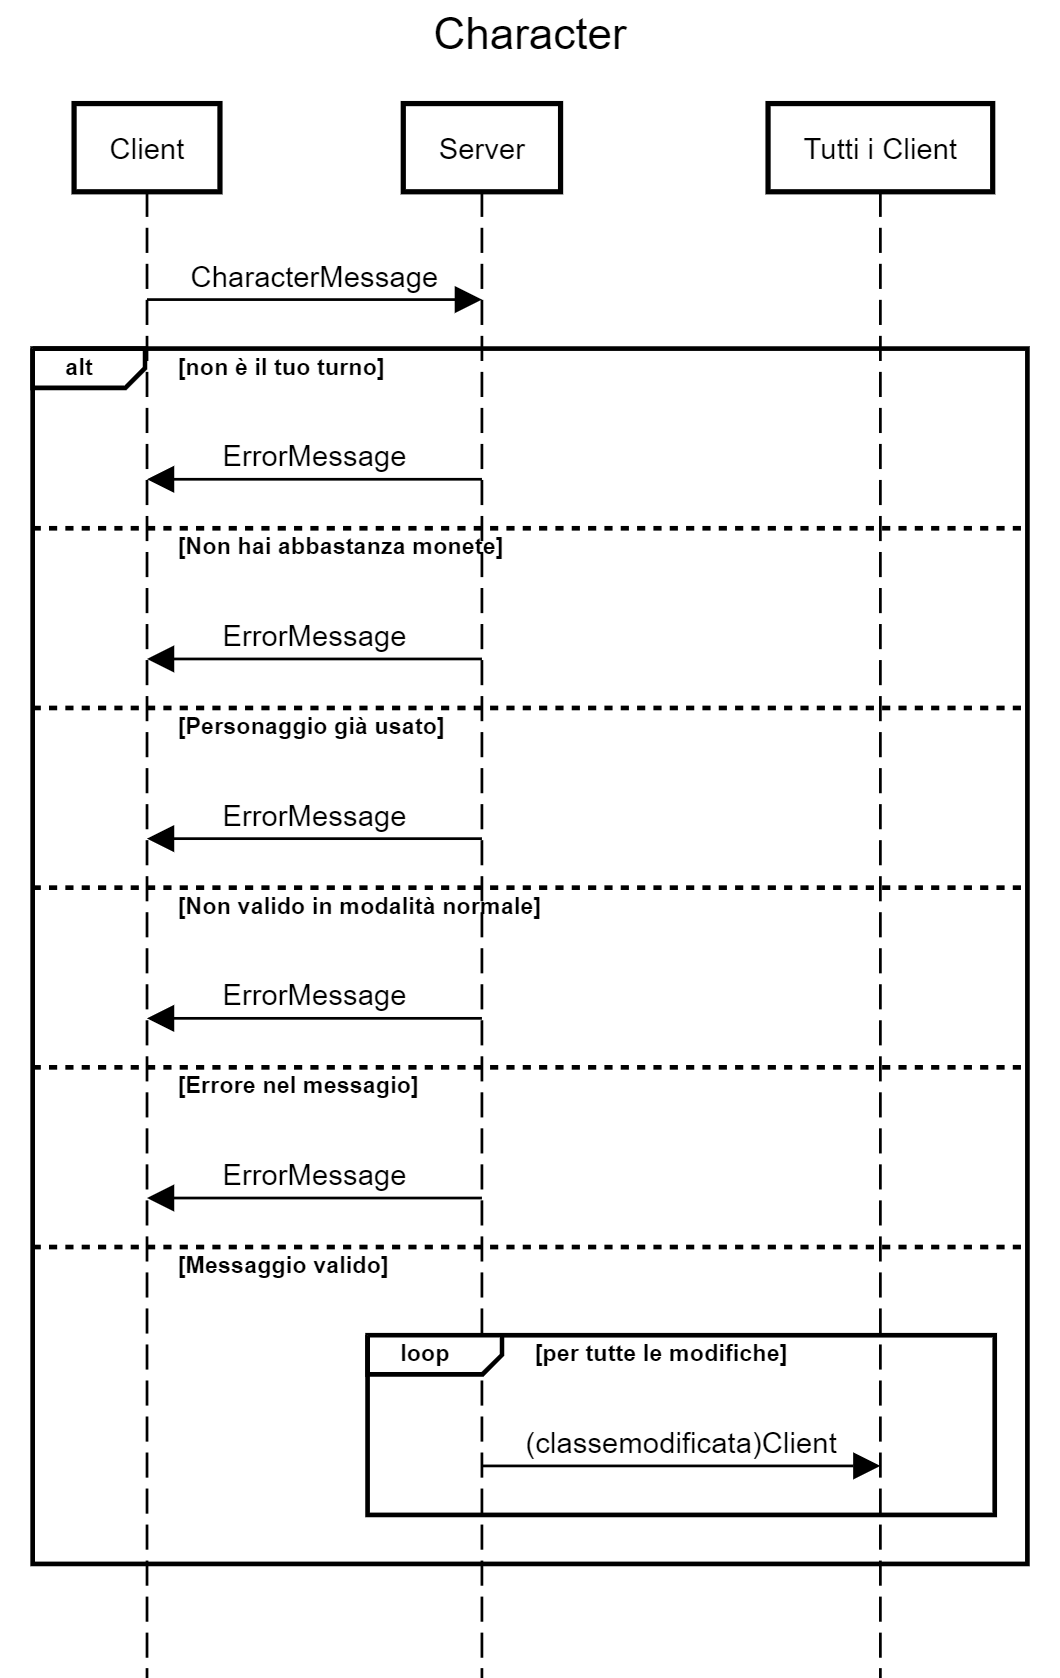 Character
Client
Server
Tutti i Client
CharacterMessage
alt
[non è il tuo turno]
ErrorMessage
[Non hai abbastanza monete]
ErrorMessage
[Personaggio già usato]
ErrorMessage
[Non valido in modalità normale]
ErrorMessage
[Errore nel messagio]
ErrorMessage
[Messaggio valido]
loop
[per tutte le modifiche]
(classemodificata)Client